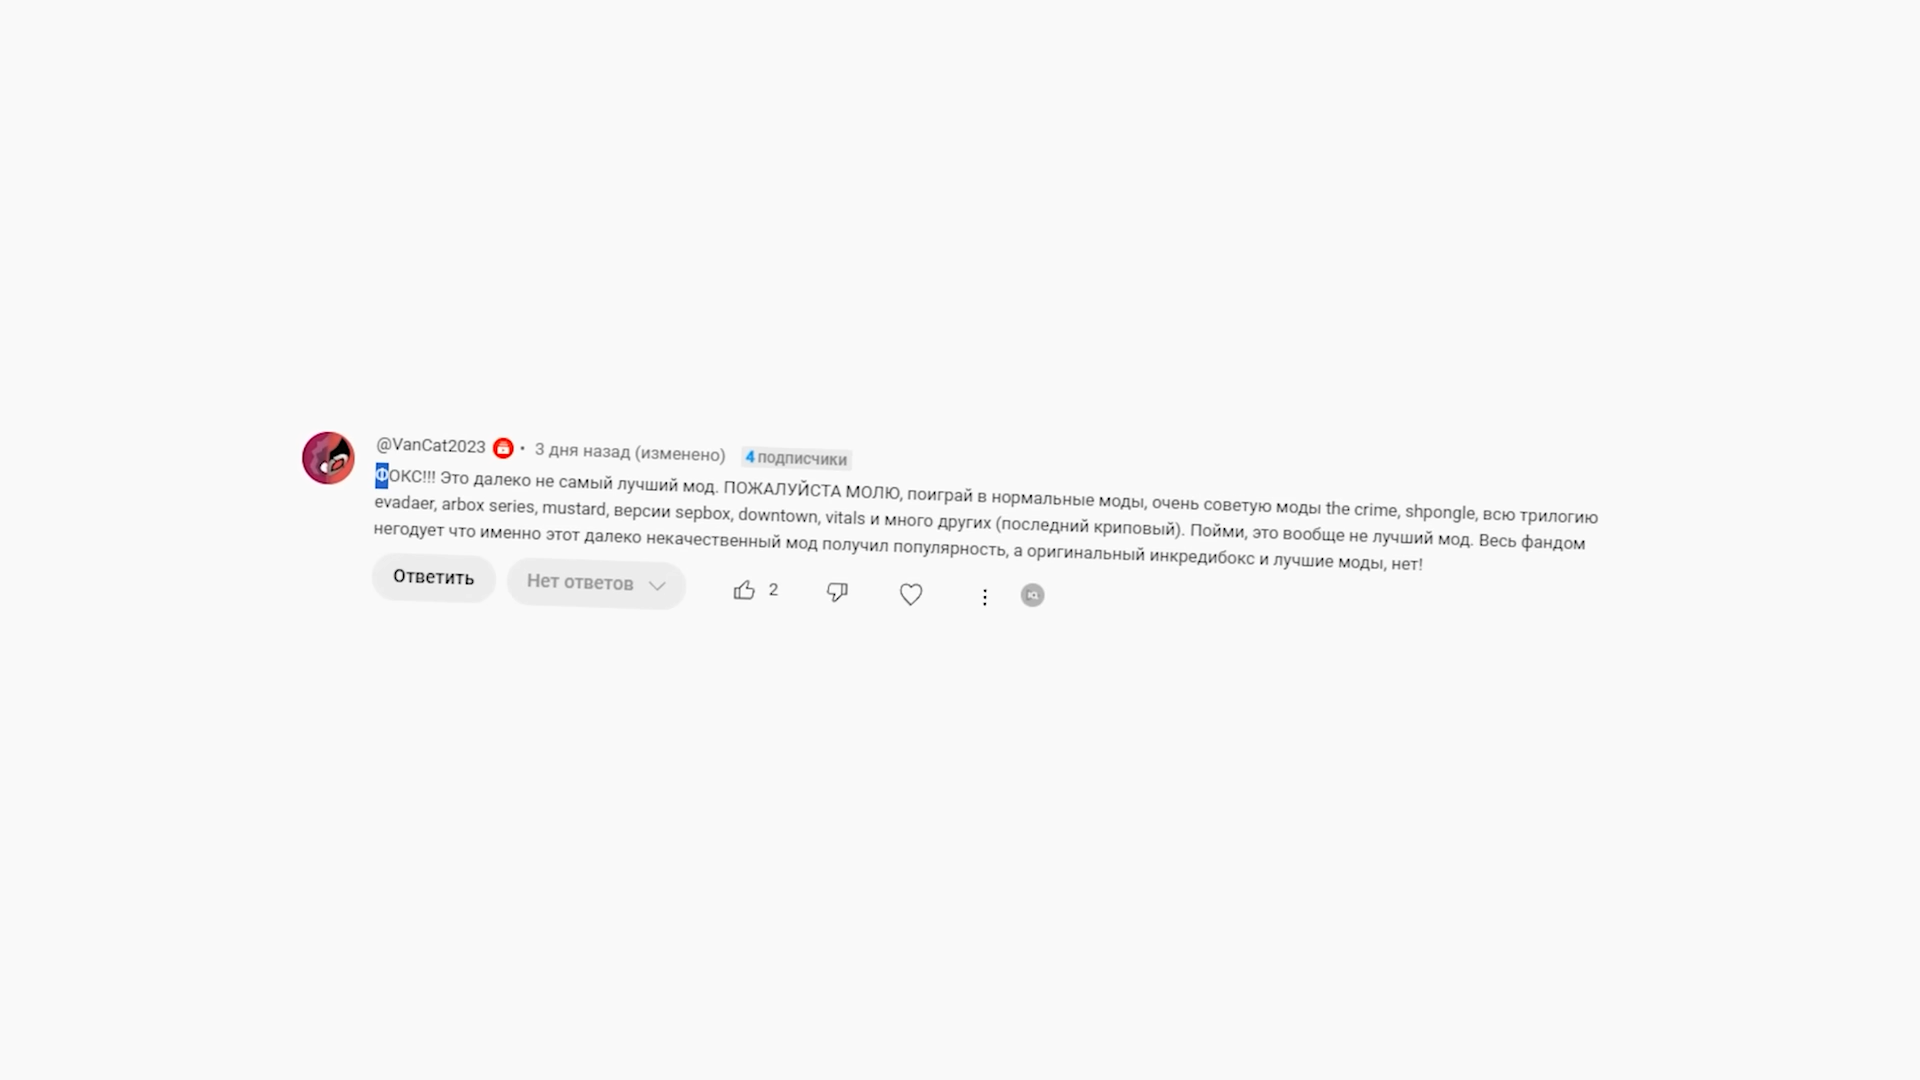 @VanCat2023 • 3 дня назад (изменено) 4 подписчики
ФОКС!!! Это далеко не самый лучший мод. ПОЖАЛУЙСТА МОЛЮ, поиграй в нормальные моды, очень советую моды the crime, shpongle, всю трилогию
evadaer, arbox series, mustard, версии sepbox, downtown, vitals и много других (последний криповый). Пойми, это вообще не лучший мод. Весь фандом
негодует что именно этот далеко некачественный мод получил популярность, а оригинальный инкредибокс и лучшие моды, нет!
Ответить Нет ответов 2